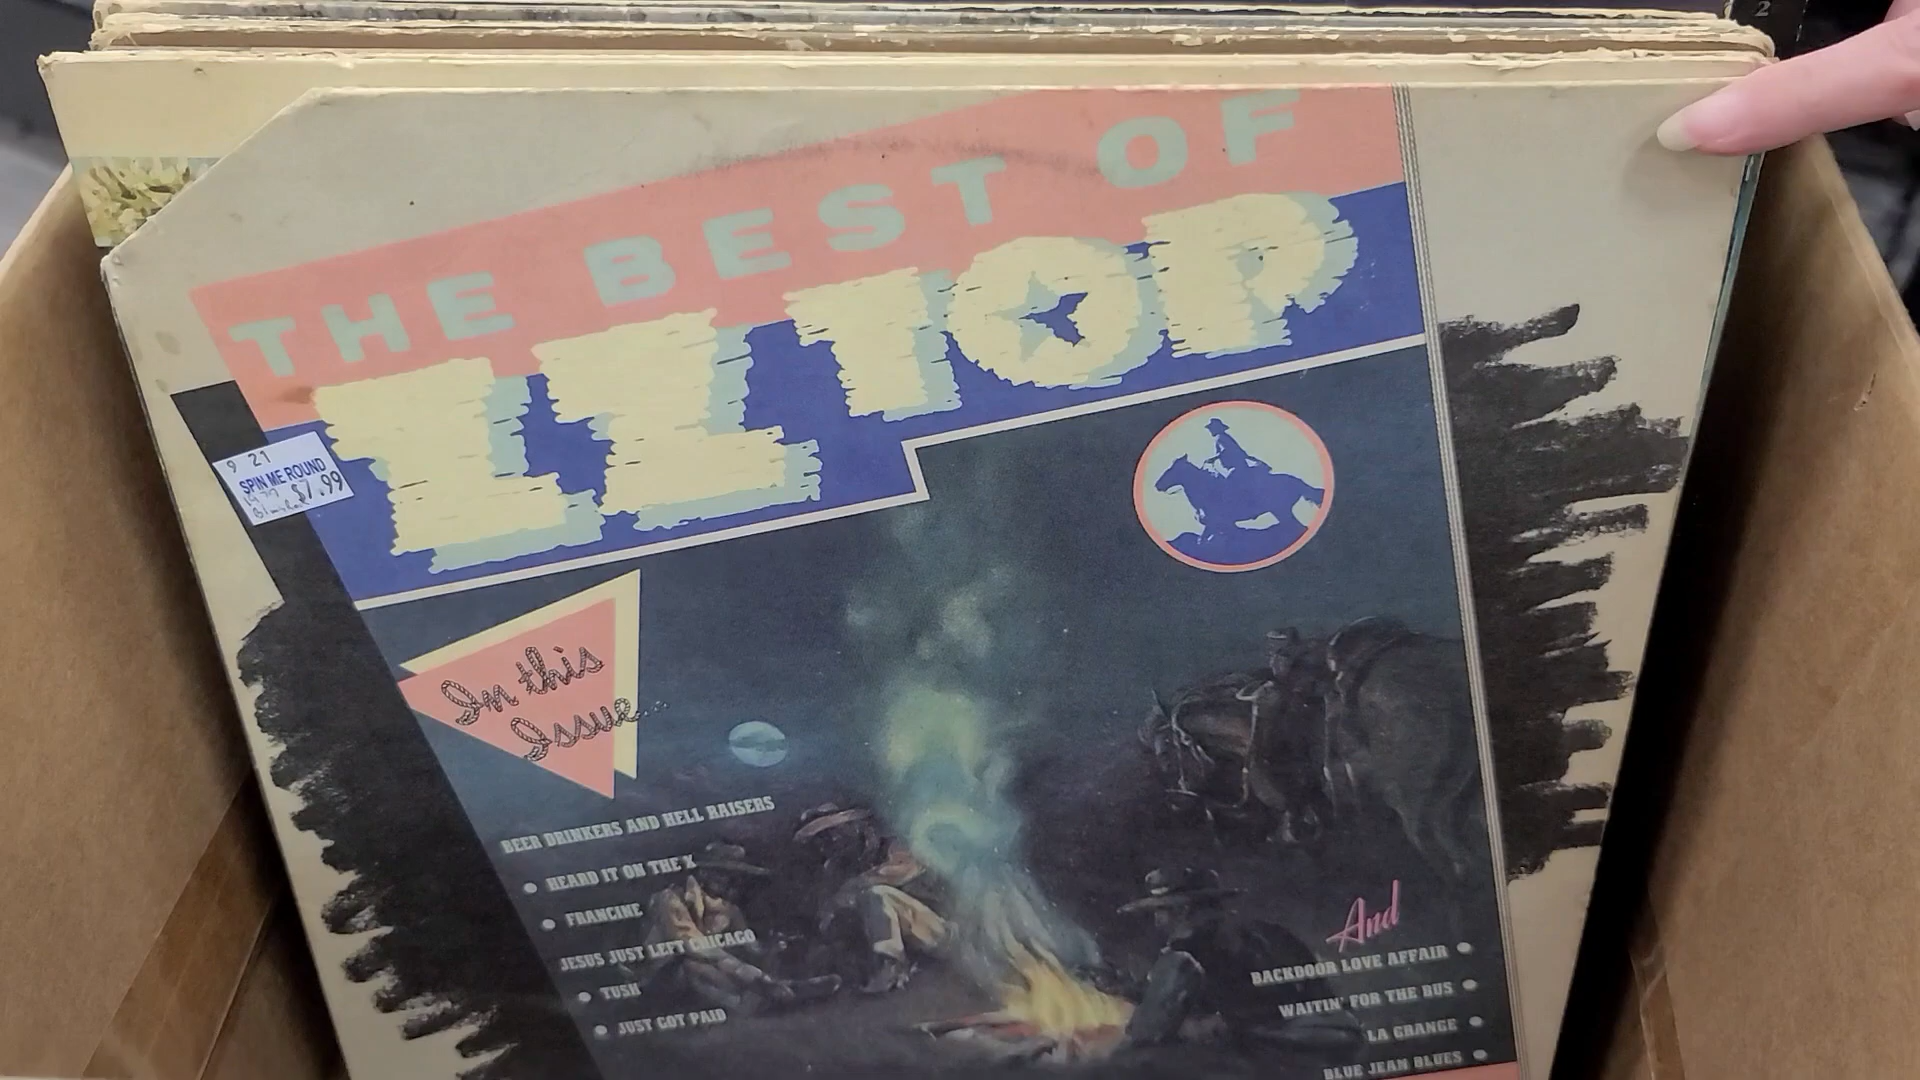 2
THE BEST OF
ZZ TOP
9 21
SPIN ME ROUND
$7.99
In this
Issue...
BEER DRINKERS AND HELL RAISERS
• HEARD IT ON THE X
• FRANCINE
JESUS JUST LEFT CHICAGO
• TUSH
• JUST GOT PAID
And
BACKDOOR LOVE AFFAIR •
WAITIN' FOR THE BUS •
LA GRANGE •
BLUE JEAN BLUES •